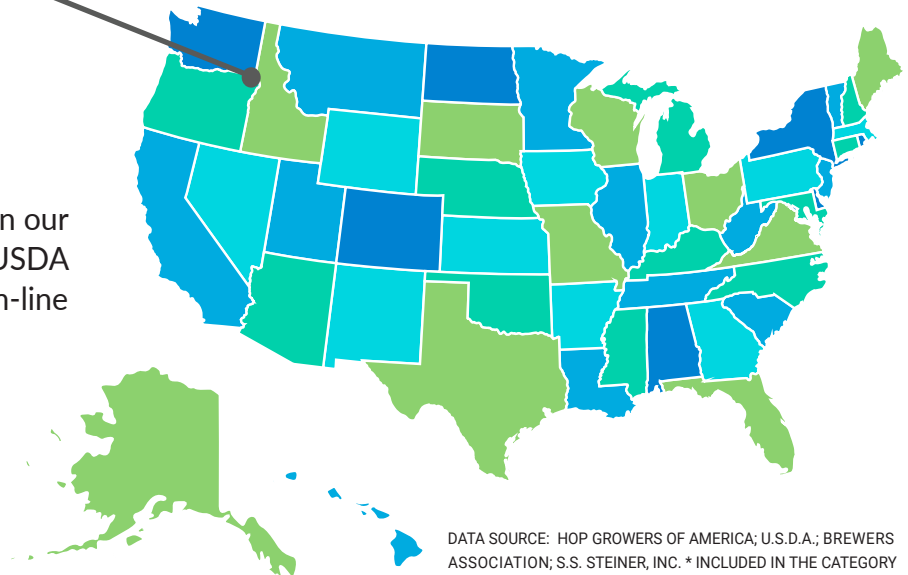 n our
USDA
n-line
DATA SOURCE: HOP GROWERS OF AMERICA; U.S.D.A.; BREWERS
ASSOCIATION; S.S. STEINER, INC. * INCLUDED IN THE CATEGORY